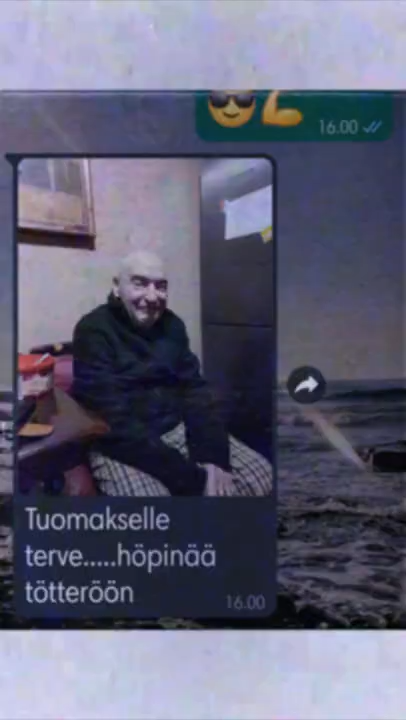 16.00
Tuomakselle
terve.....höpinää
tötteröön
16.00